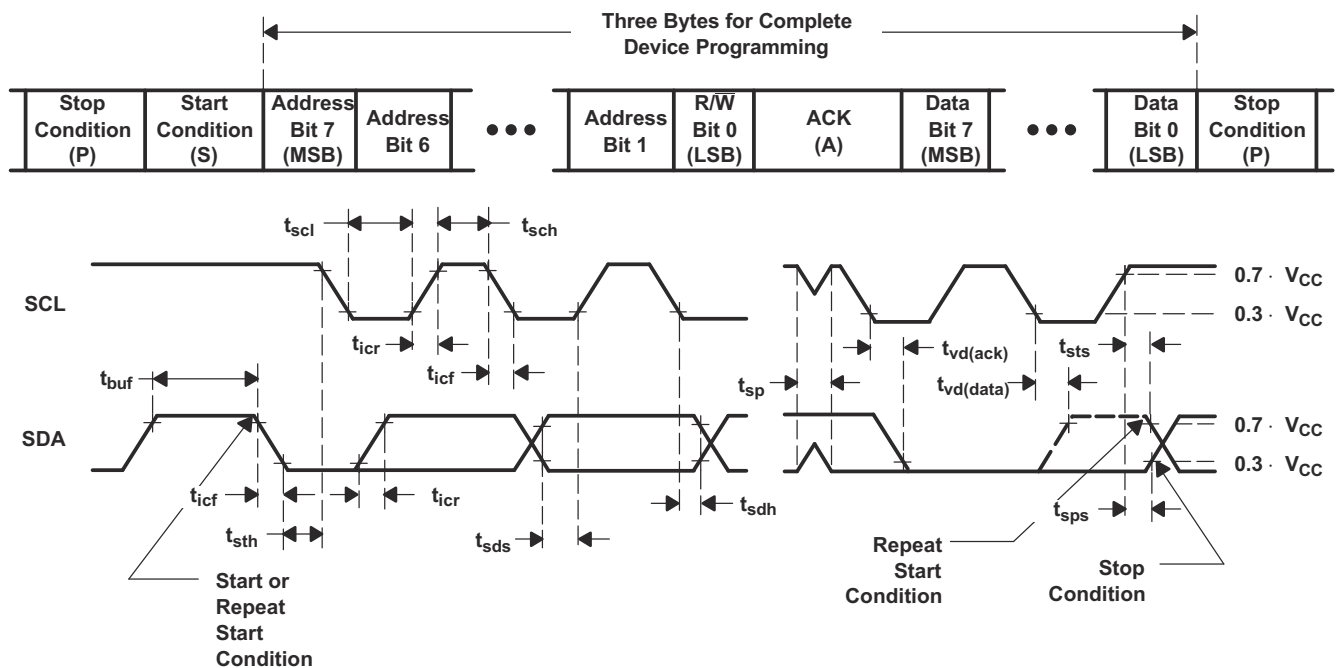 Three Bytes for Complete
Device Programming
Stop
Condition
(P)
Start
Condition
(S)
Address
Bit 7
(MSB)
Address
Bit 6
•••
Address
Bit 1
R/W̅
Bit 0
(LSB)
ACK
(A)
Data
Bit 7
(MSB)
•••
Data
Bit 0
(LSB)
Stop
Condition
(P)
tscl
tsch
SCL
0.7 · VCC
0.3 · VCC
ticr
ticf
tvd(ack)
tsts
tbuf
tsp
tvd(data)
SDA
0.7 · VCC
0.3 · VCC
ticf
ticr
tsth
tsds
tsdh
tsps
Start or
Repeat
Start
Condition
Repeat
Start
Condition
Stop
Condition